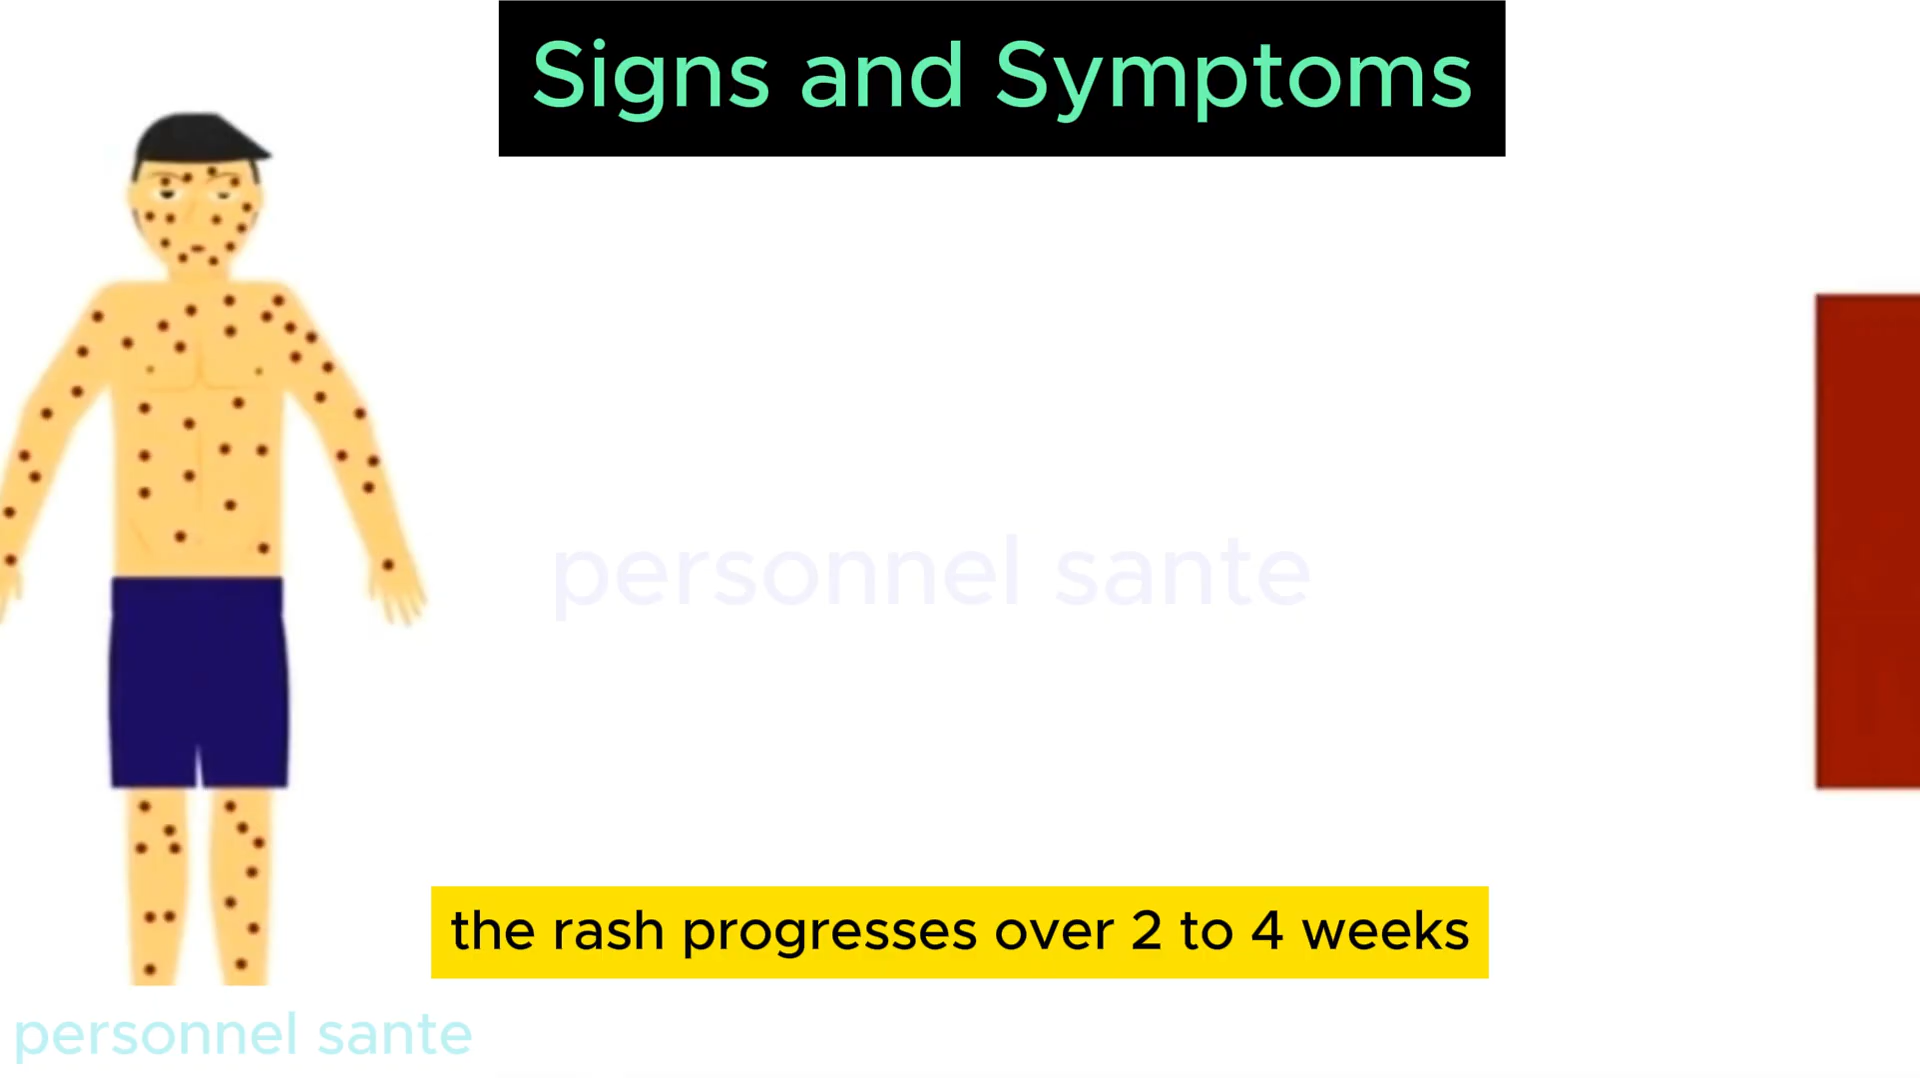 Signs and Symptoms
personnel sante
the rash progresses over 2 to 4 weeks
personnel sante